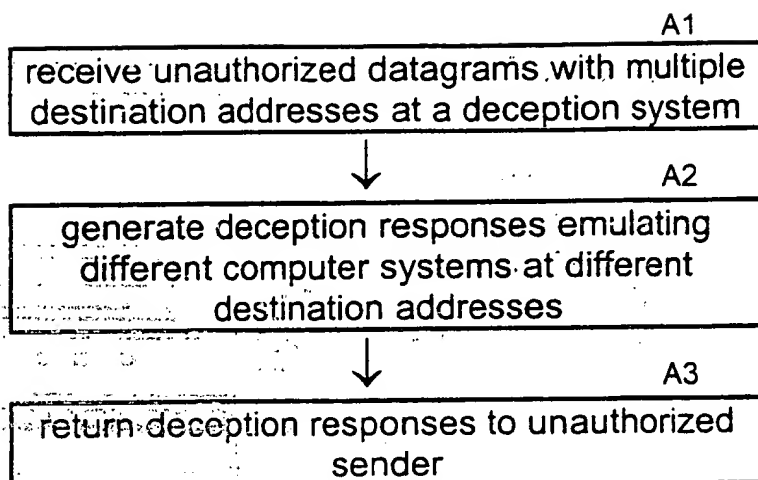 A1
receive unauthorized datagrams with multiple
destination addresses at a deception system
A2
generate deception responses emulating
different computer systems at different
destination addresses
A3
return deception responses to unauthorized
sender